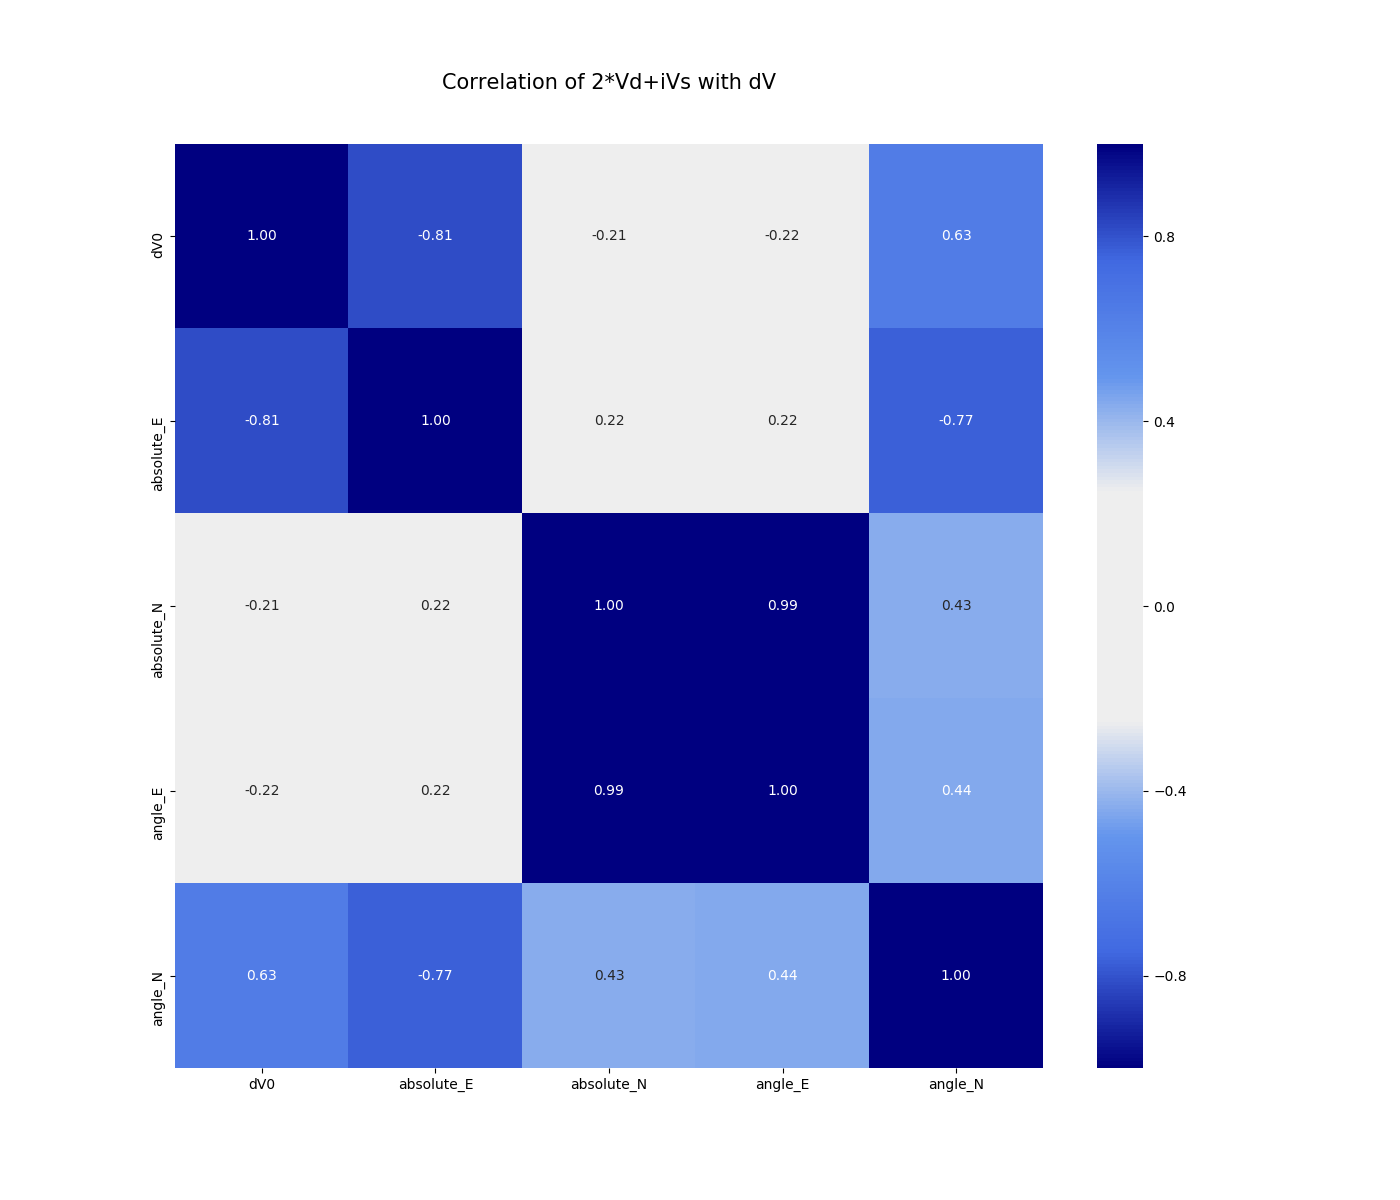 Correlation of 2*Vd+iVs with dV
dV0
1.00 -0.81 -0.21 -0.22 0.63
absolute_E
-0.81 1.00 0.22 0.22 -0.77
absolute_N
-0.21 0.22 1.00 0.99 0.43
angle_E
-0.22 0.22 0.99 1.00 0.44
angle_N
0.63 -0.77 0.43 0.44 1.00
dV0 absolute_E absolute_N angle_E angle_N
0.8
0.4
0.0
−0.4
−0.8